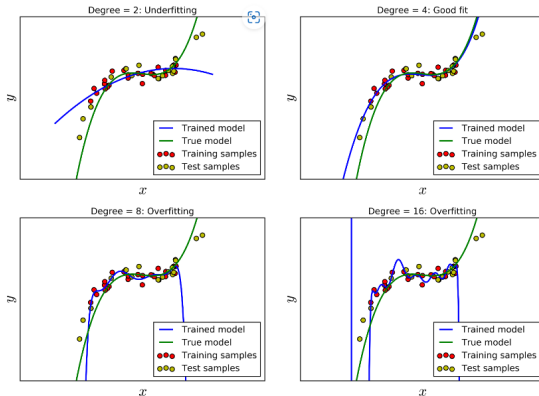 Degree = 2: Underfitting
y
Trained model
True model
Training samples
Test samples
x
Degree = 4: Good fit
y
Trained model
True model
Training samples
Test samples
x
Degree = 8: Overfitting
y
Trained model
True model
Training samples
Test samples
x
Degree = 16: Overfitting
y
Trained model
True model
Training samples
Test samples
x